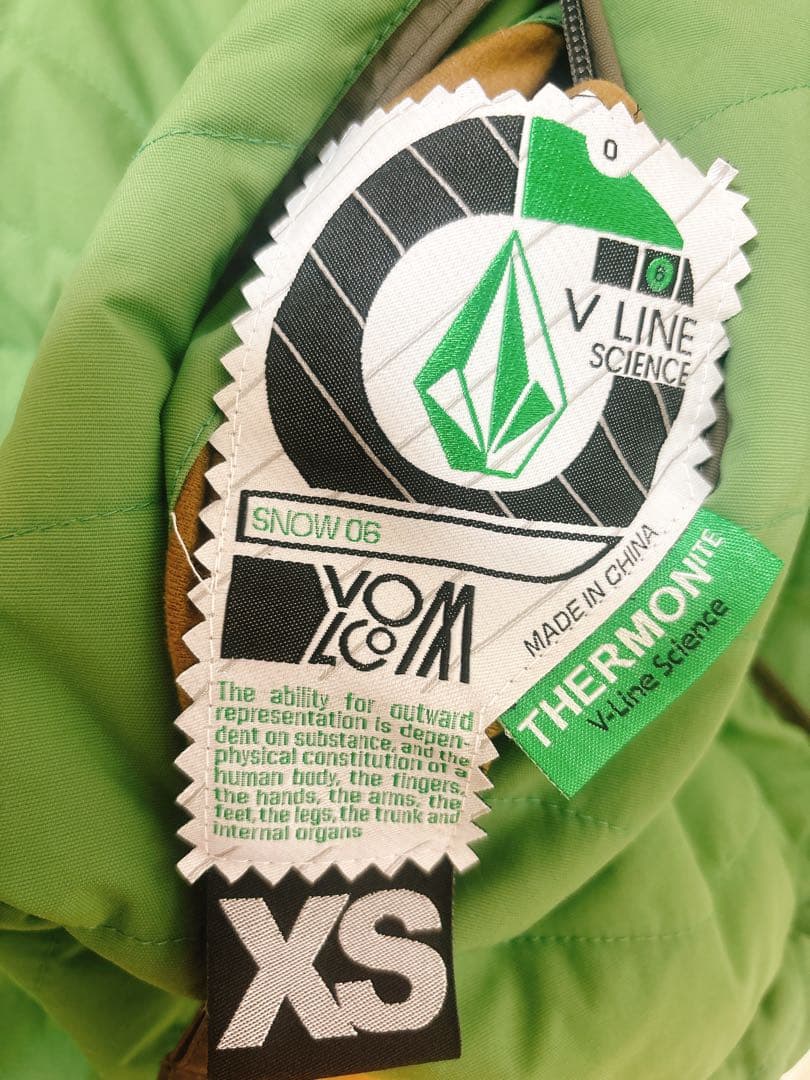 0
6
V LINE
SCIENCE
SNOW 06
VOLCOM
MADE IN CHINA
THERMONITE
V-Line Science
The ability for outward
representation is depen-
dent on substance, and the
physical constitution of a
human body, the fingers,
the hands, the arms, the
feet, the legs, the trunk and
internal organs
XS